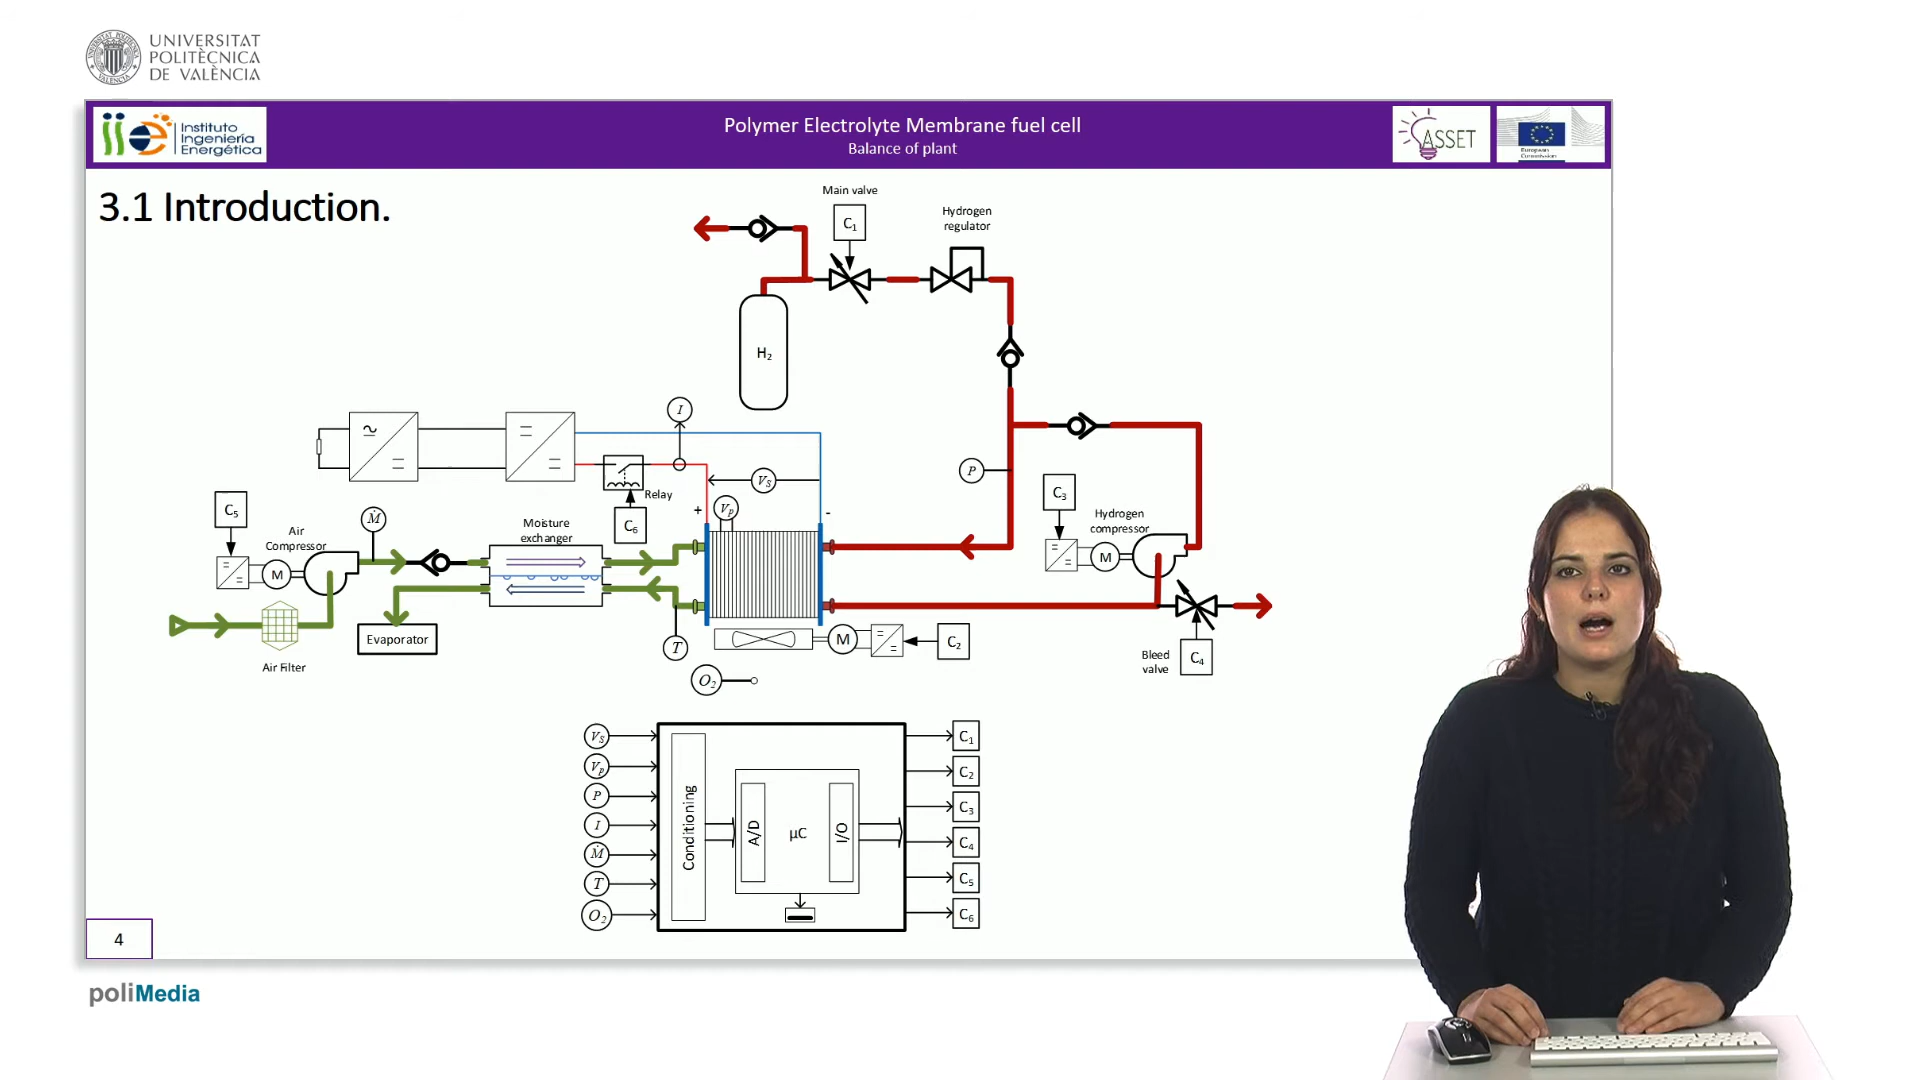 UNIVERSITAT
POLITÈCNICA
DE VALÈNCIA
Instituto
Ingeniería
Energética
Polymer Electrolyte Membrane fuel cell
Balance of plant
ASSET
European
Commission
3.1 Introduction.
Main valve
C₁
Hydrogen
regulator
H₂
I
P
Vₛ
Relay
C₆
+
Vₚ
-
C₃
Hydrogen
compressor
M
C₅
Air
Compressor
M
Ṁ
Moisture
exchanger
Evaporator
Air Filter
T
M
C₂
O₂
Bleed
valve
C₄
Vₛ
Vₚ
P
I
Ṁ
T
O₂
Conditioning
A/D
µC
I/O
C₁
C₂
C₃
C₄
C₅
C₆
4
poliMedia